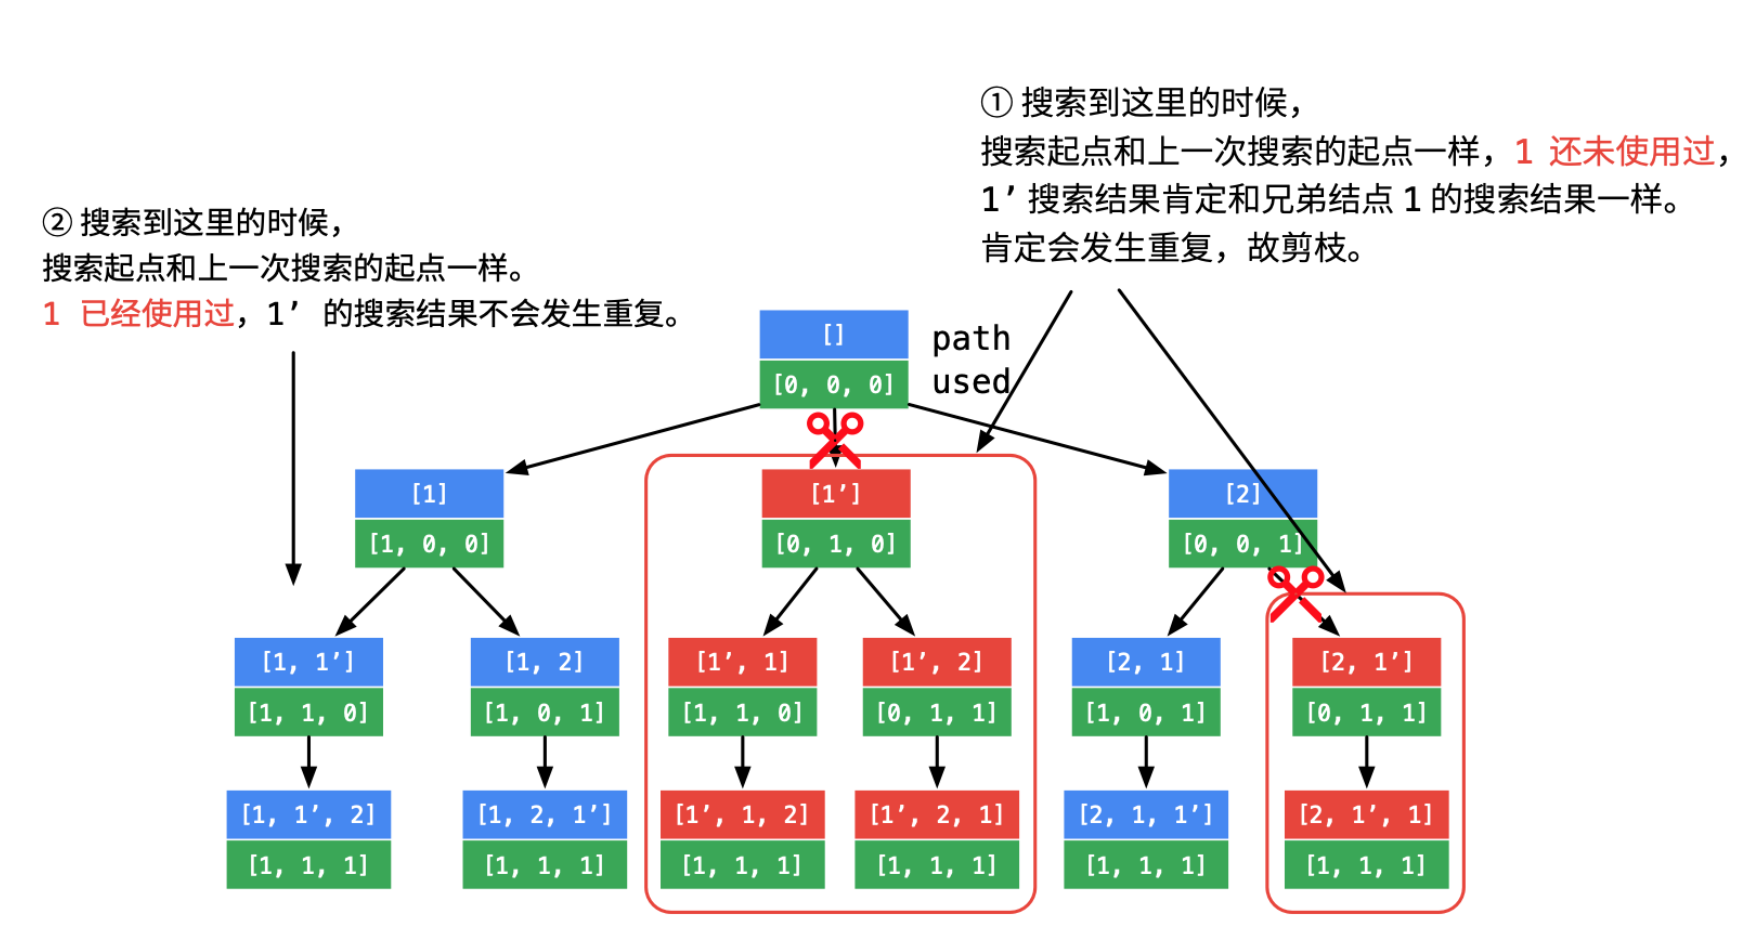 ① 搜索到这里的时候，
搜索起点和上一次搜索的起点一样，1 还未使用过，
1’ 搜索结果肯定和兄弟结点 1 的搜索结果一样。
肯定会发生重复，故剪枝。
② 搜索到这里的时候，
搜索起点和上一次搜索的起点一样。
1 已经使用过，1’ 的搜索结果不会发生重复。
[] path
[0, 0, 0] used
[1] [1’] [2]
[1, 0, 0] [0, 1, 0] [0, 0, 1]
[1, 1’] [1, 2] [1’, 1] [1’, 2] [2, 1] [2, 1’]
[1, 1, 0] [1, 0, 1] [1, 1, 0] [0, 1, 1] [1, 0, 1] [0, 1, 1]
[1, 1’, 2] [1, 2, 1’] [1’, 1, 2] [1’, 2, 1] [2, 1, 1’] [2, 1’, 1]
[1, 1, 1] [1, 1, 1] [1, 1, 1] [1, 1, 1] [1, 1, 1] [1, 1, 1]